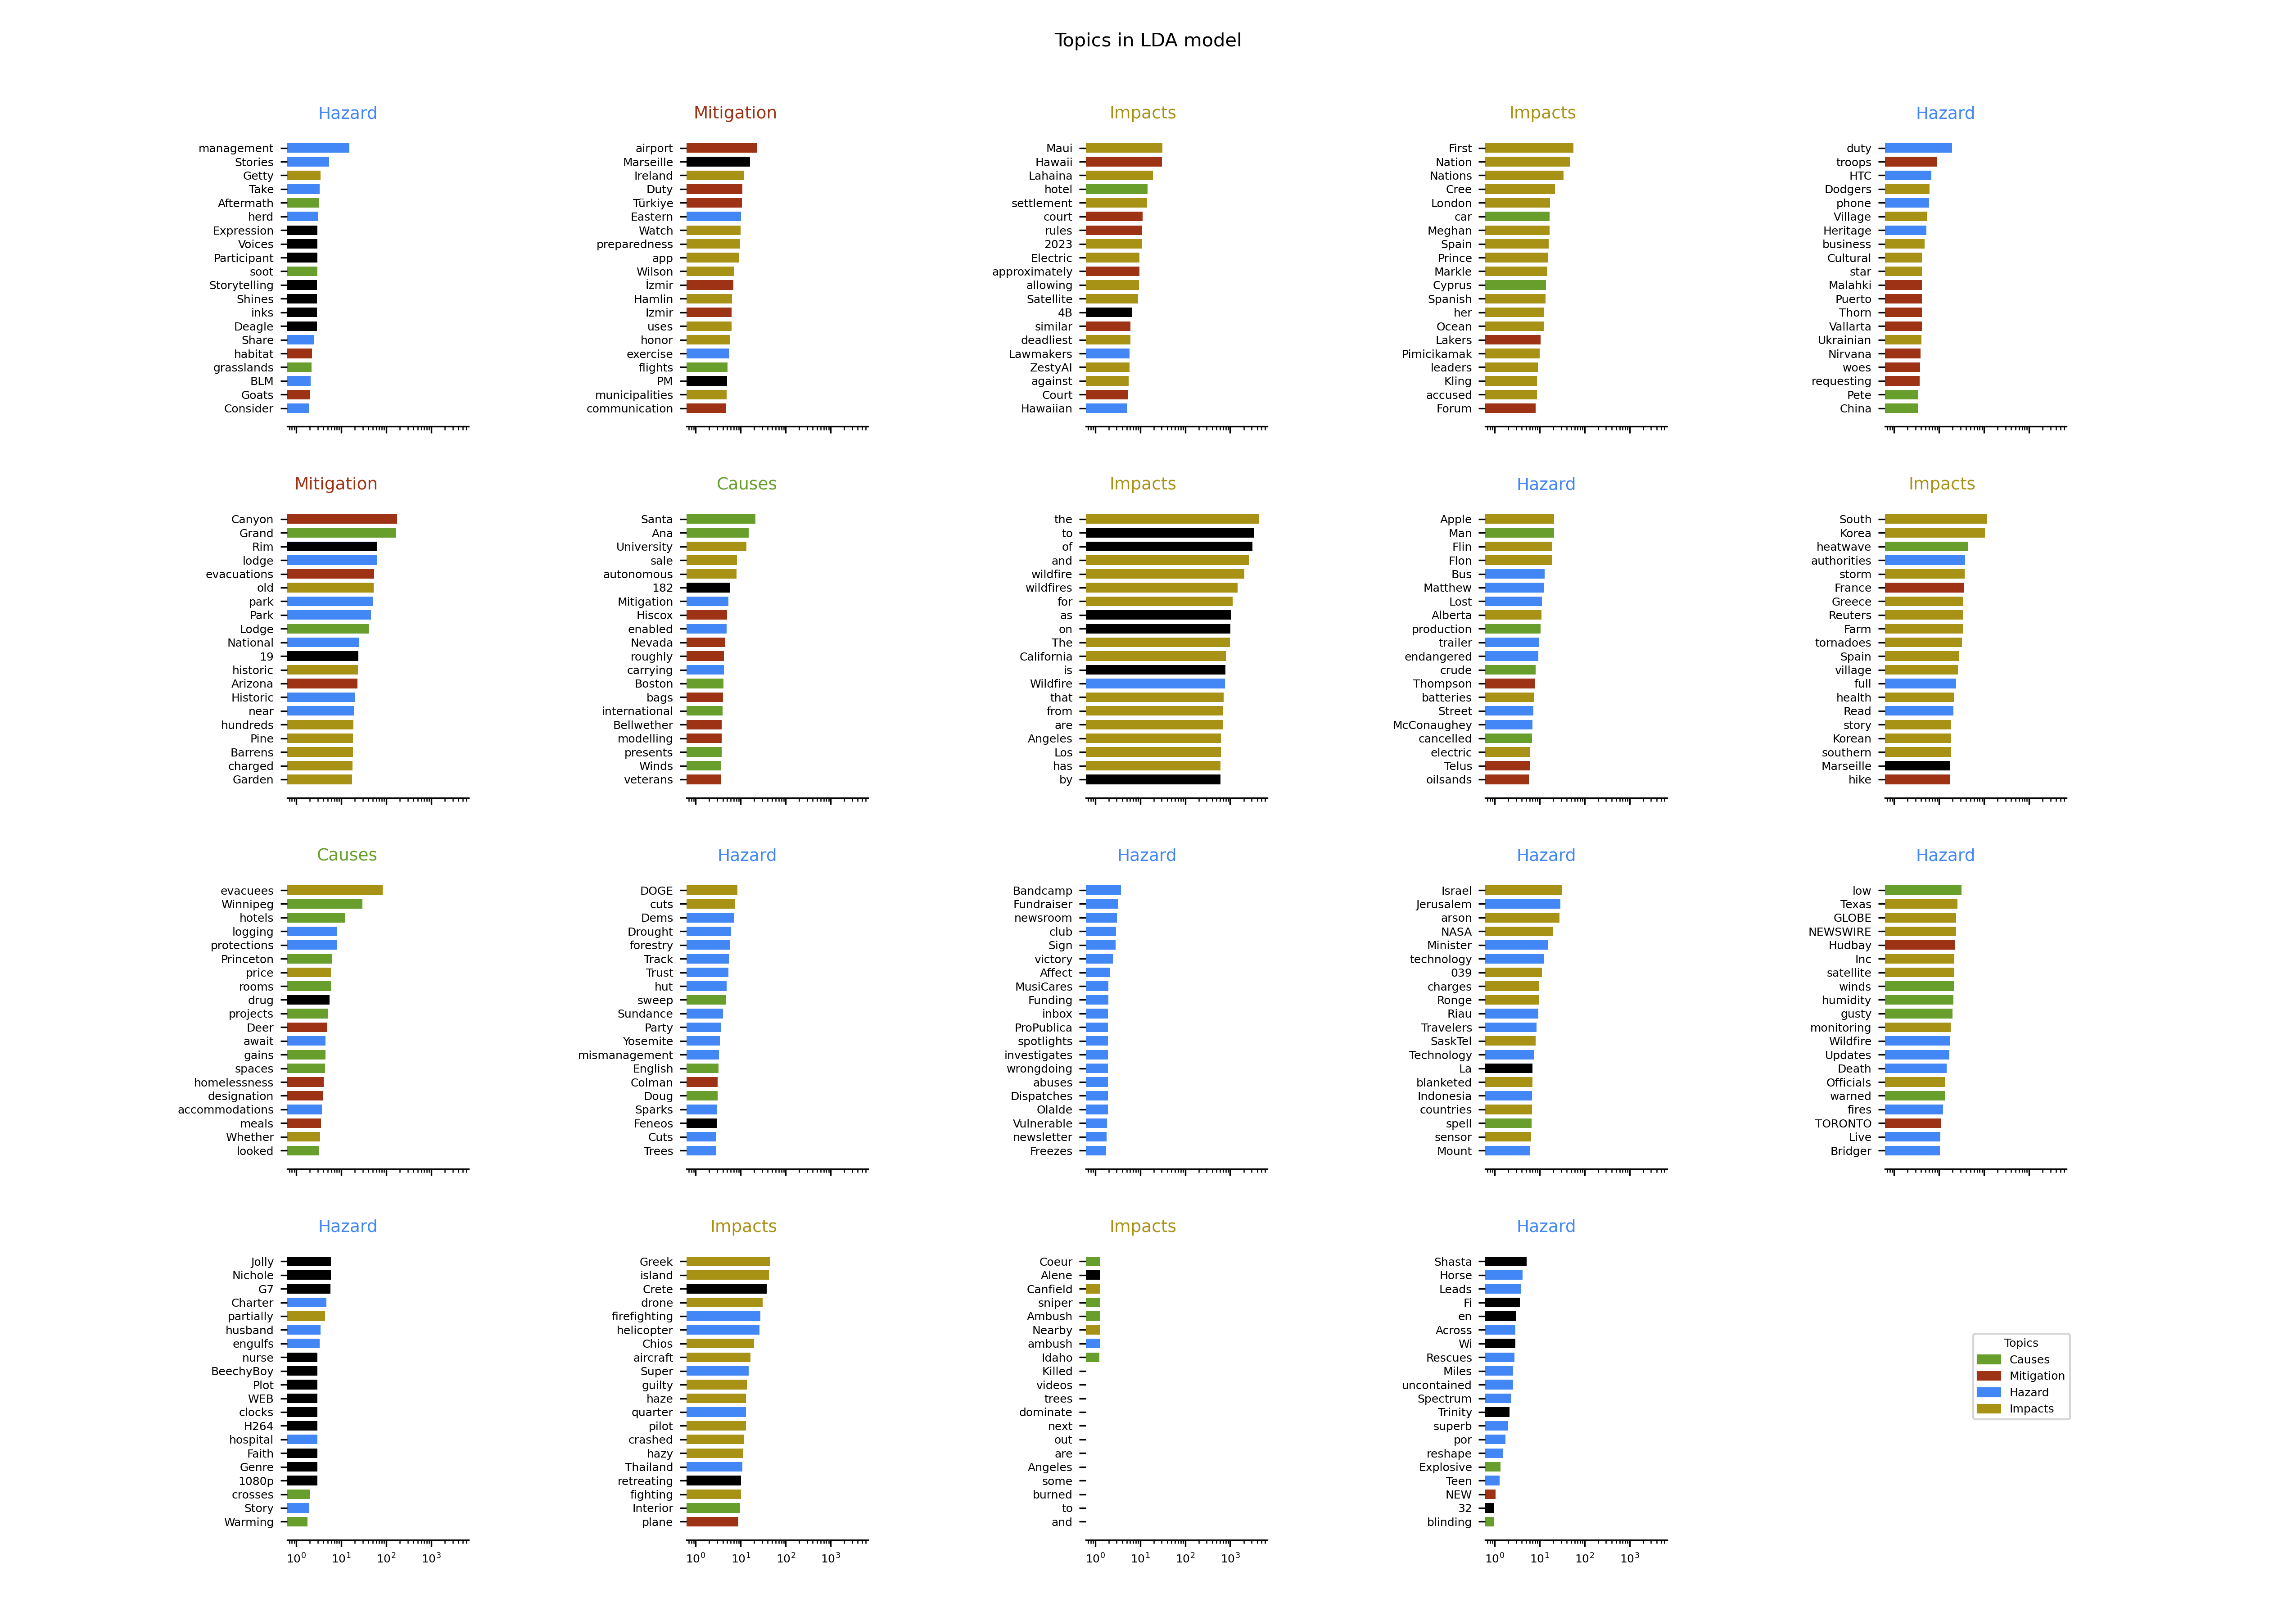 Topics in LDA model
Hazard
management
Stories
Getty
Take
Aftermath
herd
Expression
Voices
Participant
soot
Storytelling
Shines
inks
Deagle
Share
habitat
grasslands
BLM
Goats
Consider
Mitigation
airport
Marseille
Ireland
Duty
Türkiye
Eastern
Watch
preparedness
app
Wilson
İzmir
Hamlin
Izmir
uses
honor
exercise
flights
PM
municipalities
communication
Impacts
Maui
Hawaii
Lahaina
hotel
settlement
court
rules
2023
Electric
approximately
allowing
Satellite
4B
similar
deadliest
Lawmakers
ZestyAI
against
Court
Hawaiian
Impacts
First
Nation
Nations
Cree
London
car
Meghan
Spain
Prince
Markle
Cyprus
Spanish
her
Ocean
Lakers
Pimicikamak
leaders
Kling
accused
Forum
Hazard
duty
troops
HTC
Dodgers
phone
Village
Heritage
business
Cultural
star
Malahki
Puerto
Thorn
Vallarta
Ukrainian
Nirvana
woes
requesting
Pete
China
Mitigation
Canyon
Grand
Rim
lodge
evacuations
old
park
Park
Lodge
National
19
historic
Arizona
Historic
near
hundreds
Pine
Barrens
charged
Garden
Causes
Santa
Ana
University
sale
autonomous
182
Mitigation
Hiscox
enabled
Nevada
roughly
carrying
Boston
bags
international
Bellwether
modelling
presents
Winds
veterans
Impacts
the
to
of
and
wildfire
wildfires
for
as
on
The
California
is
Wildfire
that
from
are
Angeles
Los
has
by
Hazard
Apple
Man
Flin
Flon
Bus
Matthew
Lost
Alberta
production
trailer
endangered
crude
Thompson
batteries
Street
McConaughey
cancelled
electric
Telus
oilsands
Impacts
South
Korea
heatwave
authorities
storm
France
Greece
Reuters
Farm
tornadoes
Spain
village
full
health
Read
story
Korean
southern
Marseille
hike
Causes
evacuees
Winnipeg
hotels
logging
protections
Princeton
price
rooms
drug
projects
Deer
await
gains
spaces
homelessness
designation
accommodations
meals
Whether
looked
Hazard
DOGE
cuts
Dems
Drought
forestry
Track
Trust
hut
sweep
Sundance
Party
Yosemite
mismanagement
English
Colman
Doug
Sparks
Feneos
Cuts
Trees
Hazard
Bandcamp
Fundraiser
newsroom
club
Sign
victory
Affect
MusiCares
Funding
inbox
ProPublica
spotlights
investigates
wrongdoing
abuses
Dispatches
Olalde
Vulnerable
newsletter
Freezes
Hazard
Israel
Jerusalem
arson
NASA
Minister
technology
039
charges
Ronge
Riau
Travelers
SaskTel
Technology
La
blanketed
Indonesia
countries
spell
sensor
Mount
Hazard
low
Texas
GLOBE
NEWSWIRE
Hudbay
Inc
satellite
winds
humidity
gusty
monitoring
Wildfire
Updates
Death
Officials
warned
fires
TORONTO
Live
Bridger
Hazard
Jolly
Nichole
G7
Charter
partially
husband
engulfs
nurse
BeechyBoy
Plot
WEB
clocks
H264
hospital
Faith
Genre
1080p
crosses
Story
Warming
10⁰ 10¹ 10² 10³
Impacts
Greek
island
Crete
drone
firefighting
helicopter
Chios
aircraft
Super
guilty
haze
quarter
pilot
crashed
hazy
Thailand
retreating
fighting
Interior
plane
10⁰ 10¹ 10² 10³
Impacts
Coeur
Alene
Canfield
sniper
Ambush
Nearby
ambush
Idaho
Killed
videos
trees
dominate
next
out
are
Angeles
some
burned
to
and
10⁰ 10¹ 10² 10³
Hazard
Shasta
Horse
Leads
Fi
en
Across
Wi
Rescues
Miles
uncontained
Spectrum
Trinity
superb
por
reshape
Explosive
Teen
NEW
32
blinding
10⁰ 10¹ 10² 10³
Topics
Causes
Mitigation
Hazard
Impacts